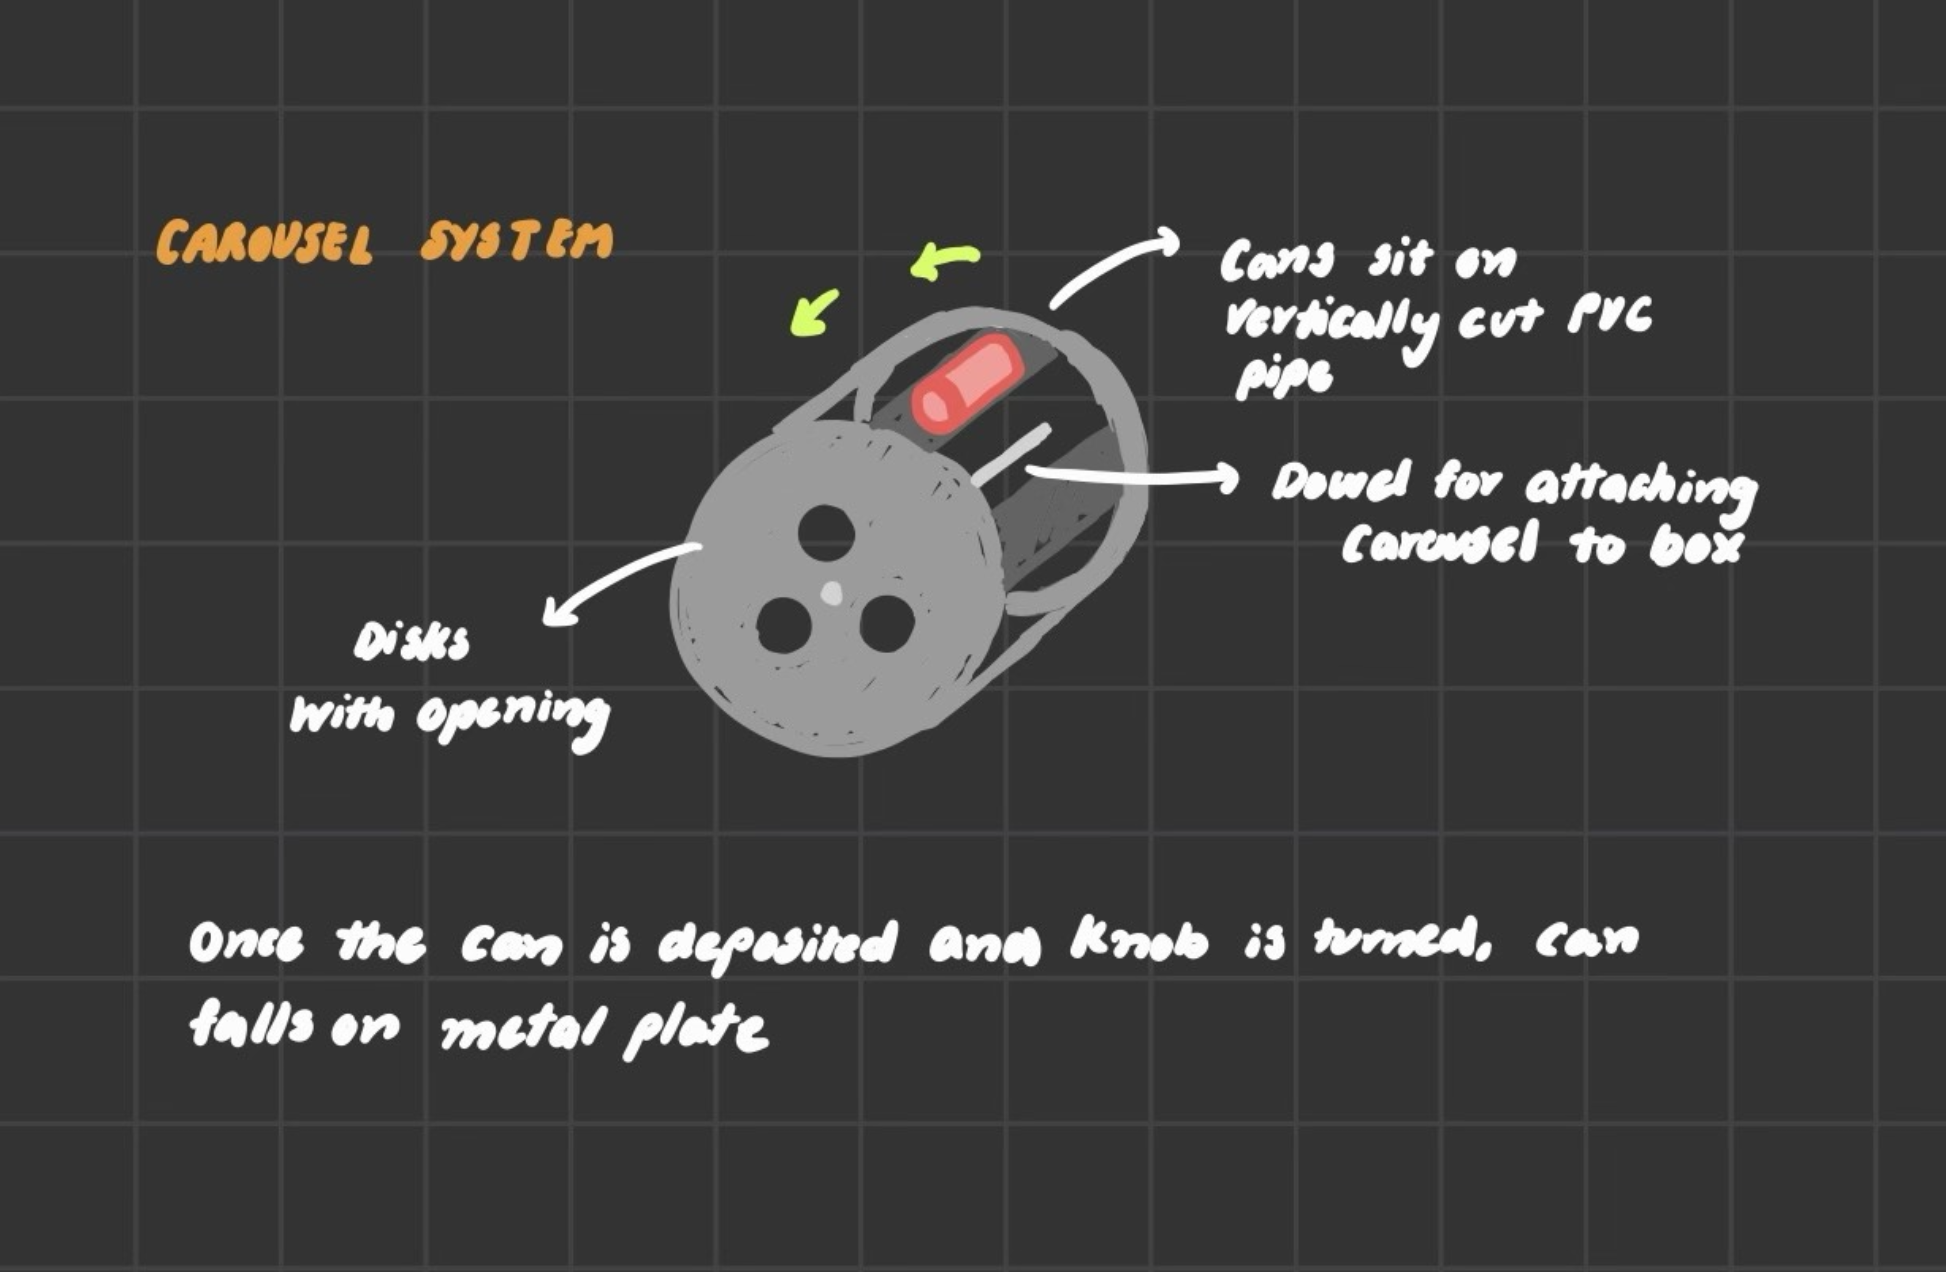 CAROUSEL SYSTEM
Cans sit on
vertically cut PVC
pipe
Dowel for attaching
Carousel to box
Disks
With opening
Once the can is deposited and Knob is turned, can
falls on metal plate